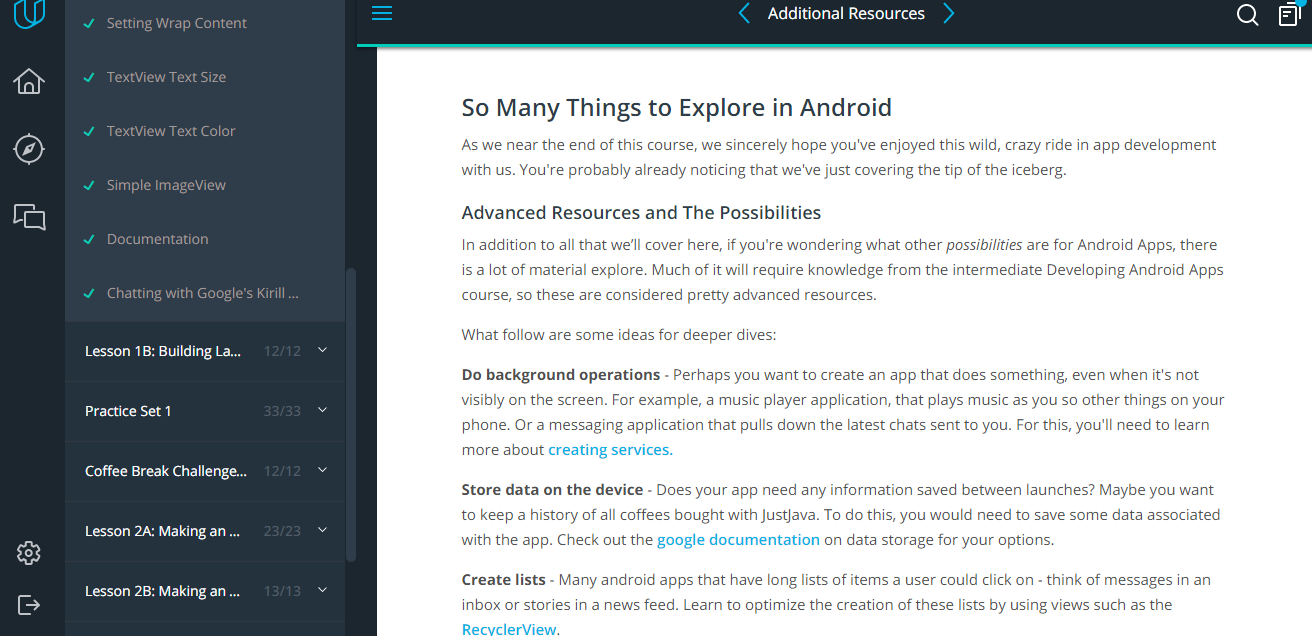 Setting Wrap Content
TextView Text Size
TextView Text Color
Simple ImageView
Documentation
Chatting with Google's Kirill ...
Lesson 1B: Building La... 12/12
Practice Set 1 33/33
Coffee Break Challenge... 12/12
Lesson 2A: Making an ... 23/23
Lesson 2B: Making an ... 13/13
Additional Resources
So Many Things to Explore in Android
As we near the end of this course, we sincerely hope you've enjoyed this wild, crazy ride in app development
with us. You're probably already noticing that we've just covering the tip of the iceberg.
Advanced Resources and The Possibilities
In addition to all that we’ll cover here, if you're wondering what other possibilities are for Android Apps, there
is a lot of material explore. Much of it will require knowledge from the intermediate Developing Android Apps
course, so these are considered pretty advanced resources.
What follow are some ideas for deeper dives:
Do background operations - Perhaps you want to create an app that does something, even when it's not
visibly on the screen. For example, a music player application, that plays music as you so other things on your
phone. Or a messaging application that pulls down the latest chats sent to you. For this, you'll need to learn
more about creating services.
Store data on the device - Does your app need any information saved between launches? Maybe you want
to keep a history of all coffees bought with JustJava. To do this, you would need to save some data associated
with the app. Check out the google documentation on data storage for your options.
Create lists - Many android apps that have long lists of items a user could click on - think of messages in an
inbox or stories in a news feed. Learn to optimize the creation of these lists by using views such as the
RecyclerView.